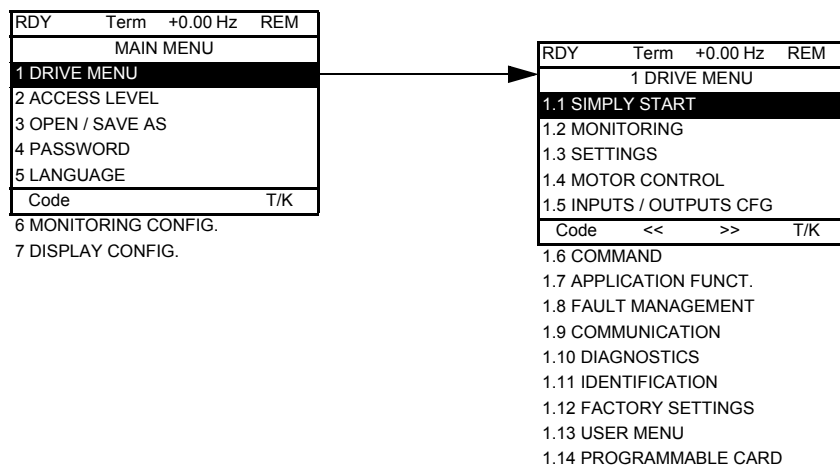 RDY Term +0.00 Hz REM
MAIN MENU
1 DRIVE MENU
2 ACCESS LEVEL
3 OPEN / SAVE AS
4 PASSWORD
5 LANGUAGE
Code T/K
6 MONITORING CONFIG.
7 DISPLAY CONFIG.
RDY Term +0.00 Hz REM
1 DRIVE MENU
1.1 SIMPLY START
1.2 MONITORING
1.3 SETTINGS
1.4 MOTOR CONTROL
1.5 INPUTS / OUTPUTS CFG
Code << >> T/K
1.6 COMMAND
1.7 APPLICATION FUNCT.
1.8 FAULT MANAGEMENT
1.9 COMMUNICATION
1.10 DIAGNOSTICS
1.11 IDENTIFICATION
1.12 FACTORY SETTINGS
1.13 USER MENU
1.14 PROGRAMMABLE CARD